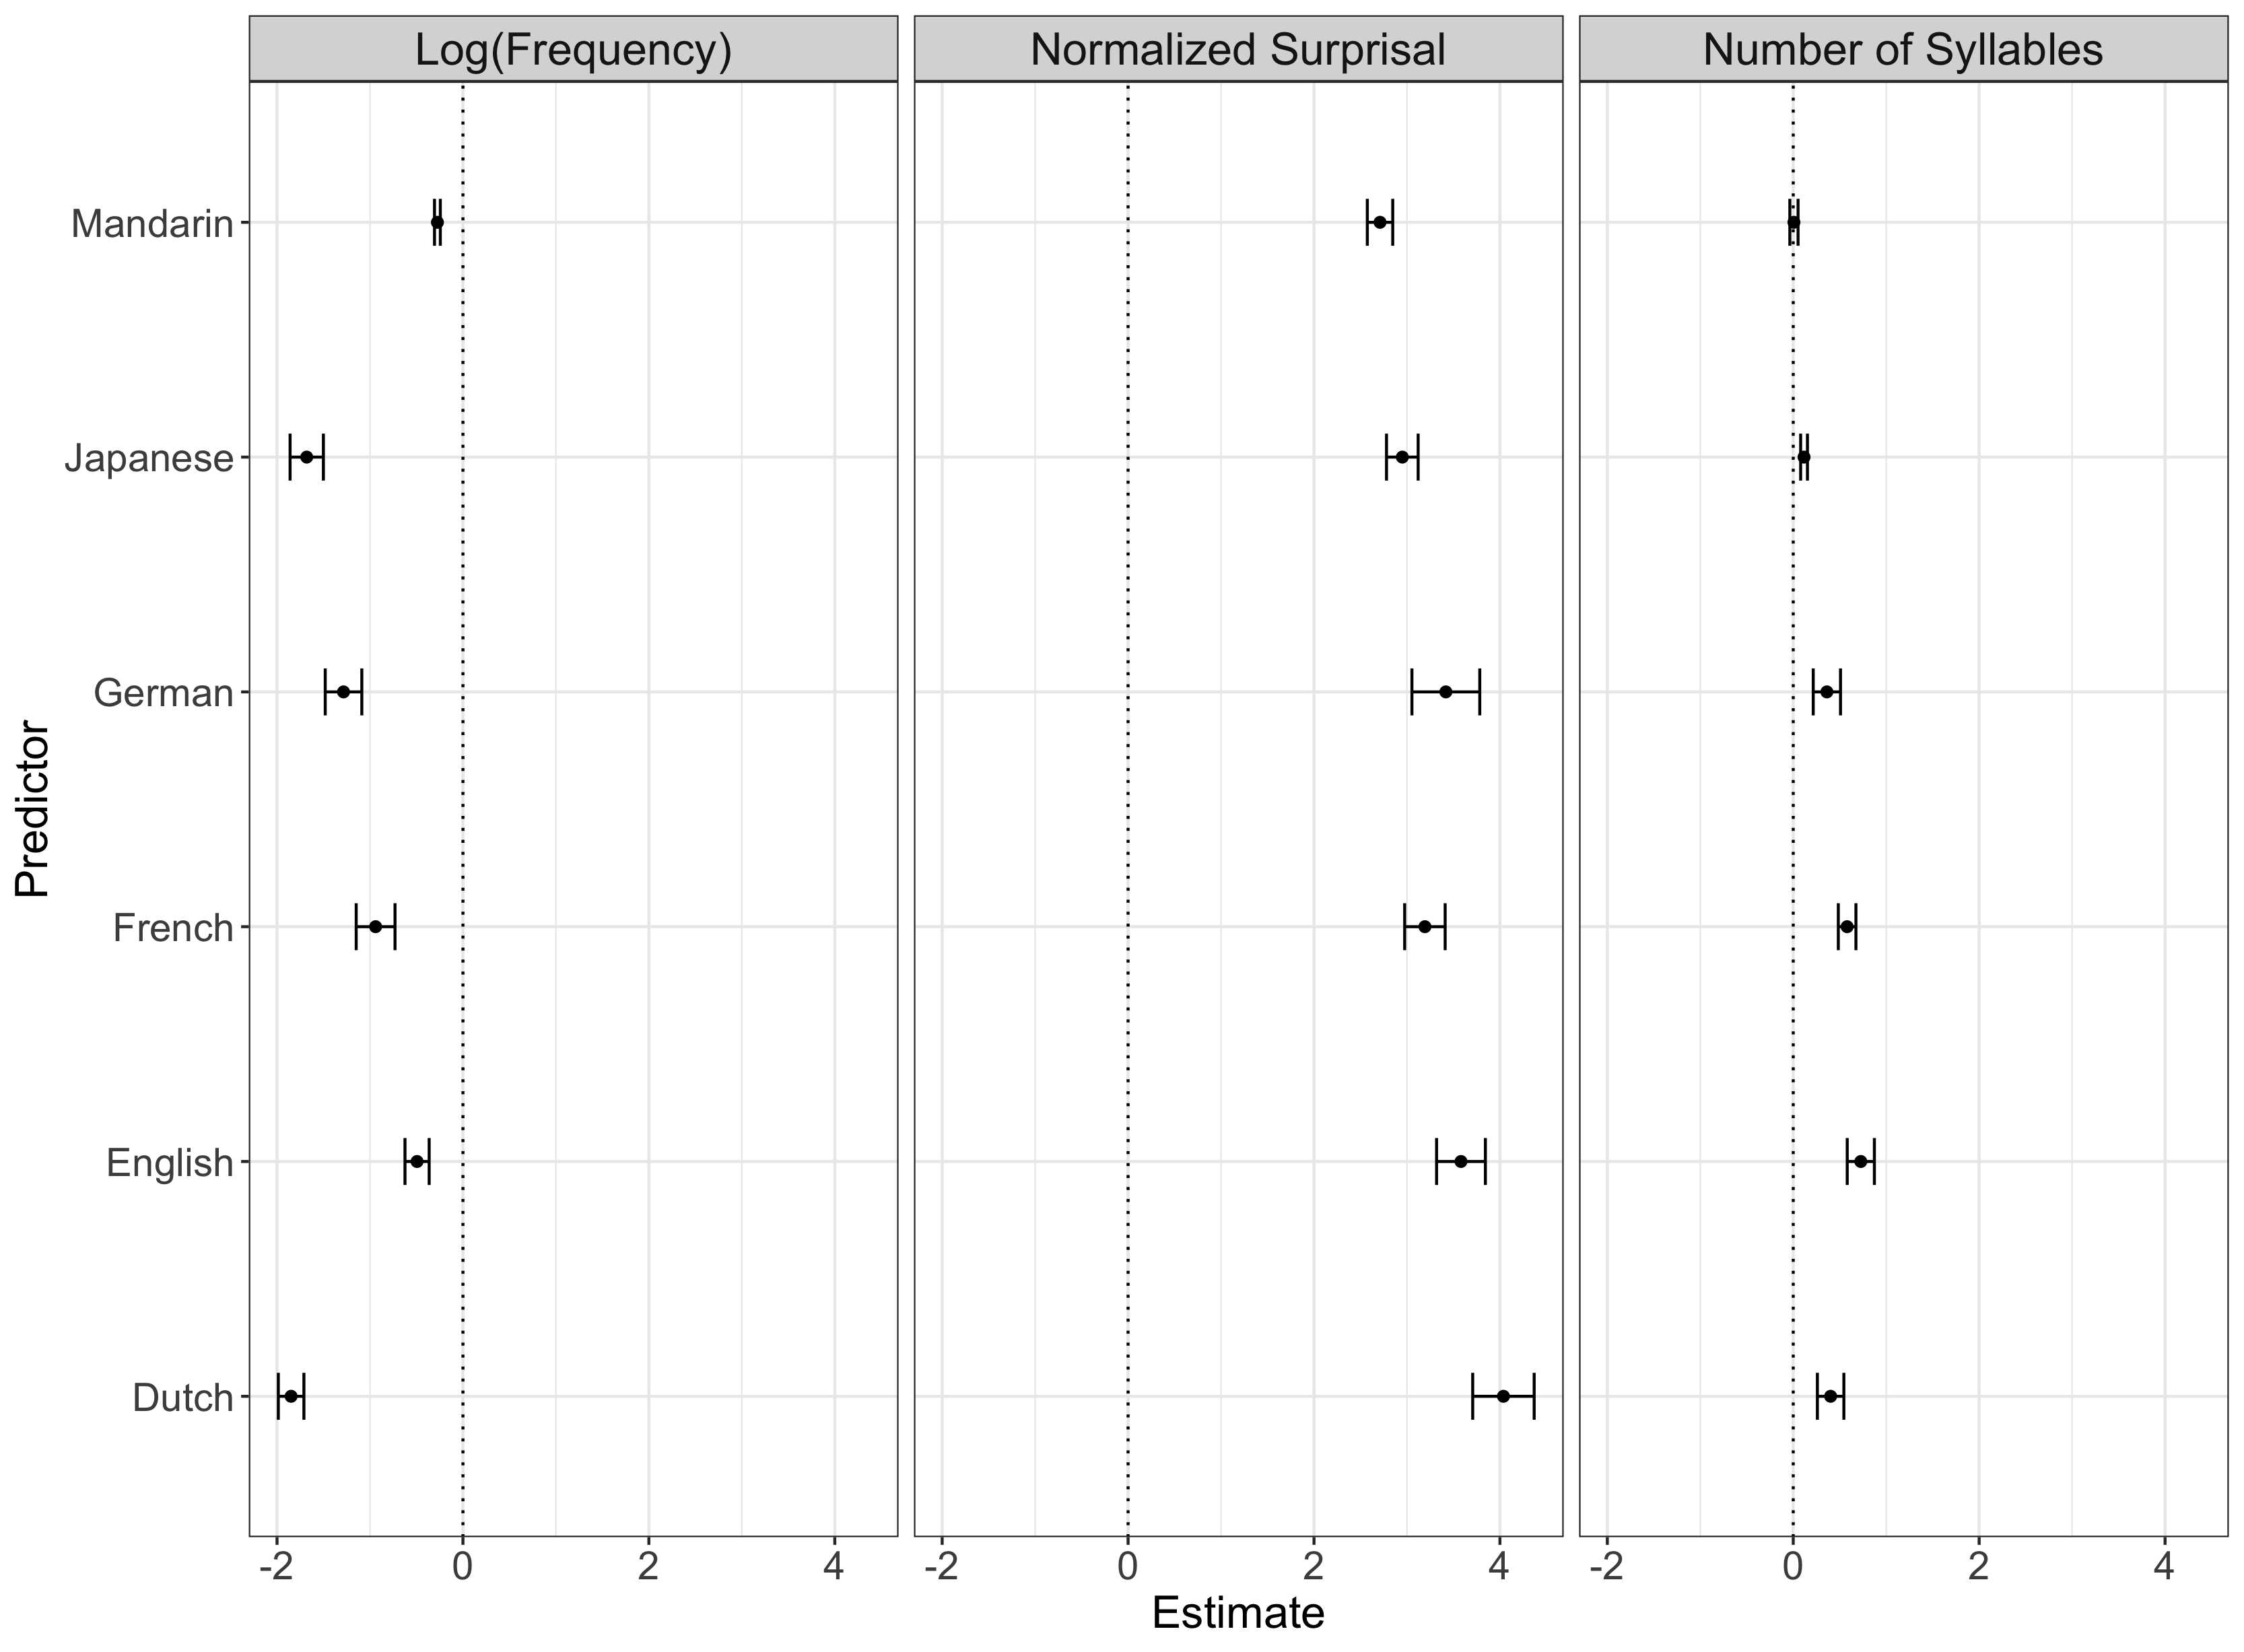 Log(Frequency) Normalized Surprisal Number of Syllables
Mandarin
Japanese
German
French
English
Dutch
Predictor
-2 0 2 4 -2 0 2 4 -2 0 2 4
Estimate